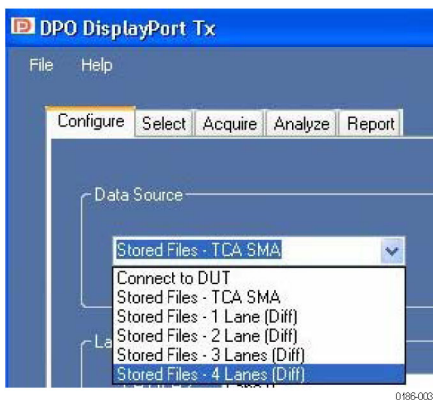 DPO DisplayPort Tx
File Help
Configure Select Acquire Analyze Report
Data Source
Stored Files - TCA SMA
Connect to DUT
Stored Files - TCA SMA
Stored Files - 1 Lane (Diff)
Stored Files - 2 Lane (Diff)
Stored Files - 3 Lanes (Diff)
Stored Files - 4 Lanes (Diff)
La
0186-003